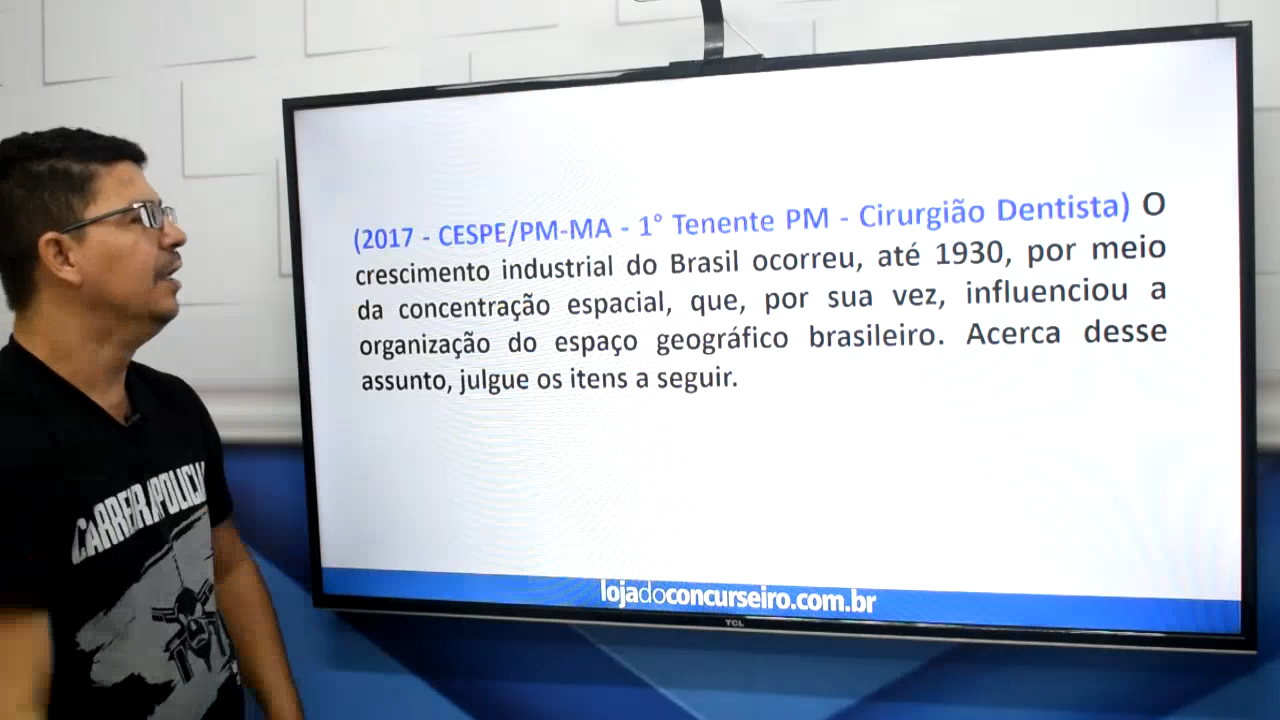 (2017 - CESPE/PM-MA - 1° Tenente PM - Cirurgião Dentista) O
crescimento industrial do Brasil ocorreu, até 1930, por meio
da concentração espacial, que, por sua vez, influenciou a
organização do espaço geográfico brasileiro. Acerca desse
assunto, julgue os itens a seguir.
lojadoconcurseiro.com.br
TCL
CARREIRA POLICIA